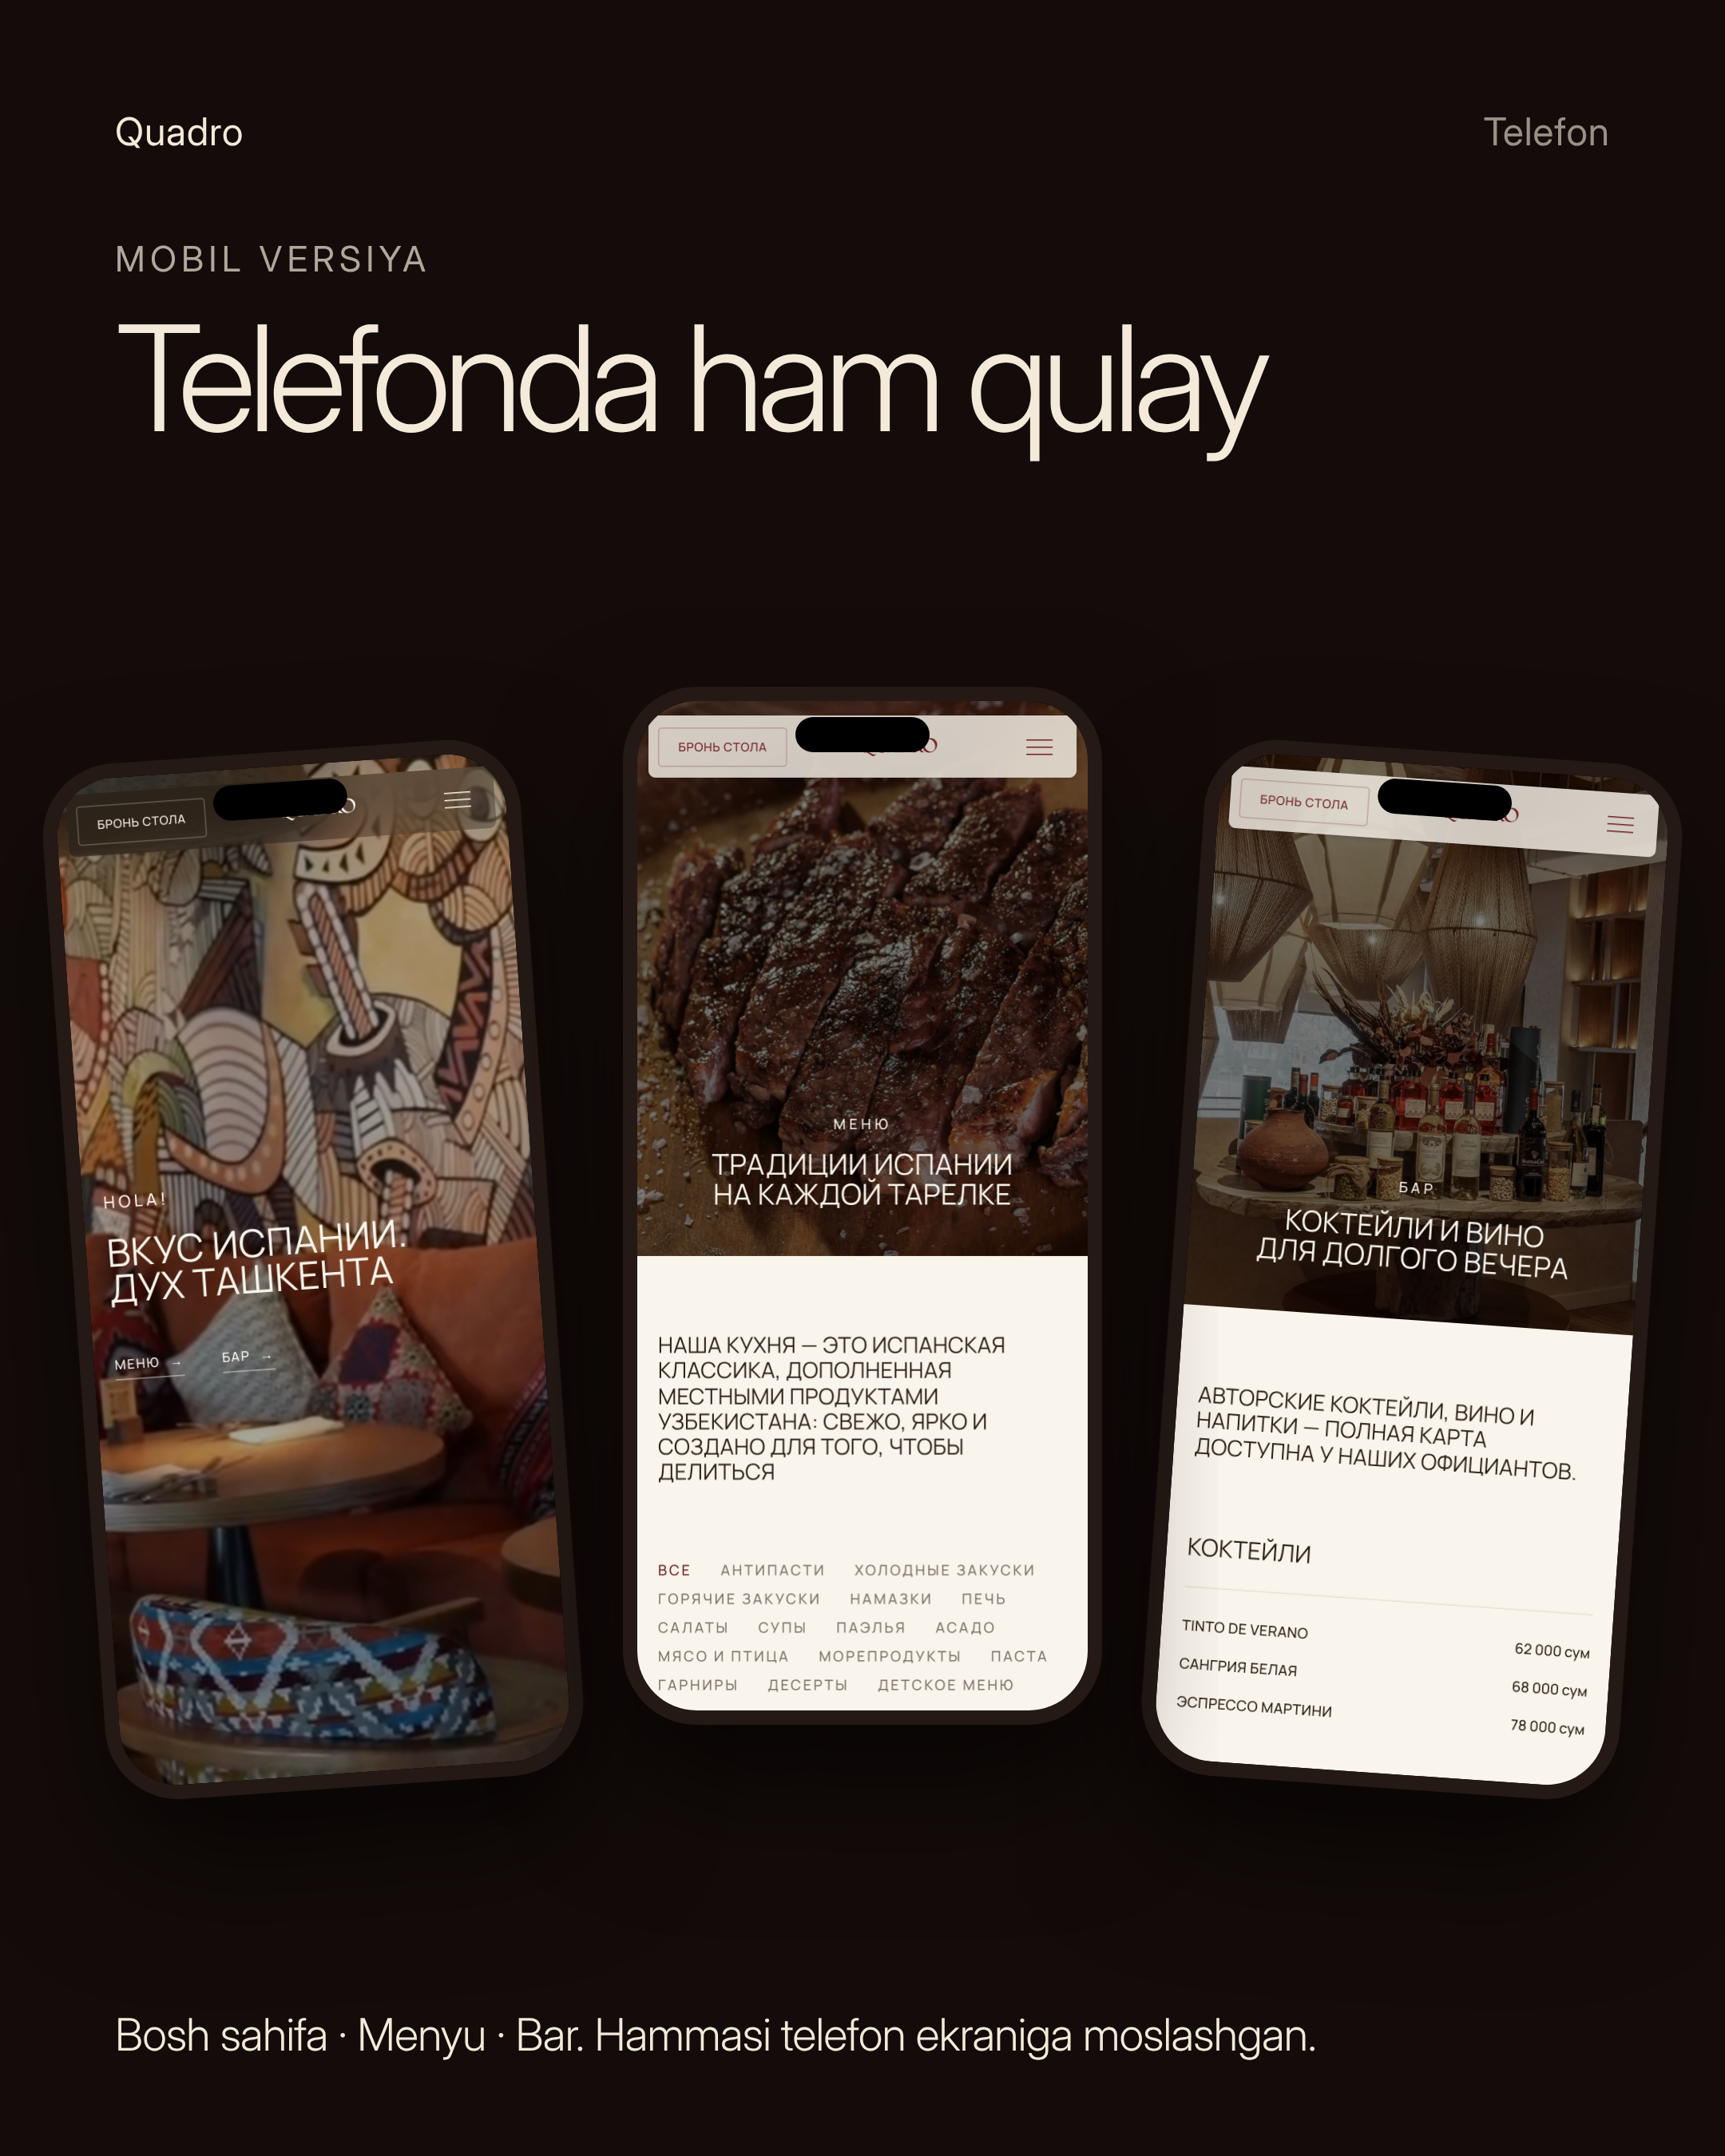 Quadro
Telefon
MOBIL VERSIYA
Telefonda ham qulay
БРОНЬ СТОЛА
HOLA!
ВКУС ИСПАНИИ.
ДУХ ТАШКЕНТА
МЕНЮ →
БАР →
БРОНЬ СТОЛА
МЕНЮ
ТРАДИЦИИ ИСПАНИИ
НА КАЖДОЙ ТАРЕЛКЕ
НАША КУХНЯ — ЭТО ИСПАНСКАЯ
КЛАССИКА, ДОПОЛНЕННАЯ
МЕСТНЫМИ ПРОДУКТАМИ
УЗБЕКИСТАНА: СВЕЖО, ЯРКО И
СОЗДАНО ДЛЯ ТОГО, ЧТОБЫ
ДЕЛИТЬСЯ
ВСЕ АНТИПАСТИ ХОЛОДНЫЕ ЗАКУСКИ
ГОРЯЧИЕ ЗАКУСКИ НАМАЗКИ ПЕЧЬ
САЛАТЫ СУПЫ ПАЭЛЬЯ АСАДО
МЯСО И ПТИЦА МОРЕПРОДУКТЫ ПАСТА
ГАРНИРЫ ДЕСЕРТЫ ДЕТСКОЕ МЕНЮ
БРОНЬ СТОЛА
БАР
КОКТЕЙЛИ И ВИНО
ДЛЯ ДОЛГОГО ВЕЧЕРА
АВТОРСКИЕ КОКТЕЙЛИ, ВИНО И
НАПИТКИ — ПОЛНАЯ КАРТА
ДОСТУПНА У НАШИХ ОФИЦИАНТОВ.
КОКТЕЙЛИ
TINTO DE VERANO 62 000 сум
САНГРИЯ БЕЛАЯ 68 000 сум
ЭСПРЕССО МАРТИНИ 78 000 сум
Bosh sahifa · Menyu · Bar. Hammasi telefon ekraniga moslashgan.